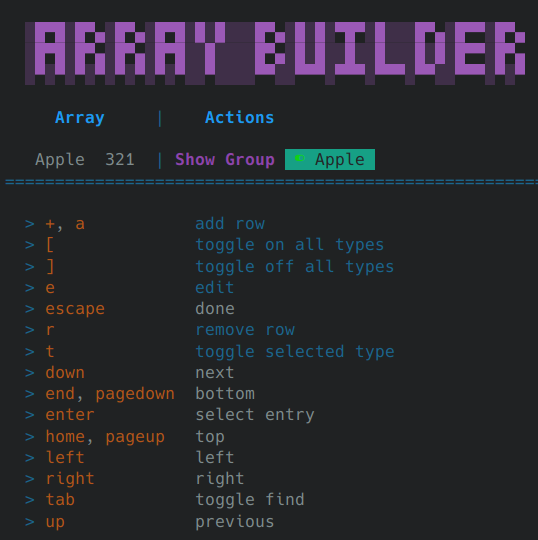 ARRAY BUILDER
Array | Actions
Apple 321 | Show Group Apple
=====================================================
> +, a add row
> [ toggle on all types
> ] toggle off all types
> e edit
> escape done
> r remove row
> t toggle selected type
> down next
> end, pagedown bottom
> enter select entry
> home, pageup top
> left left
> right right
> tab toggle find
> up previous